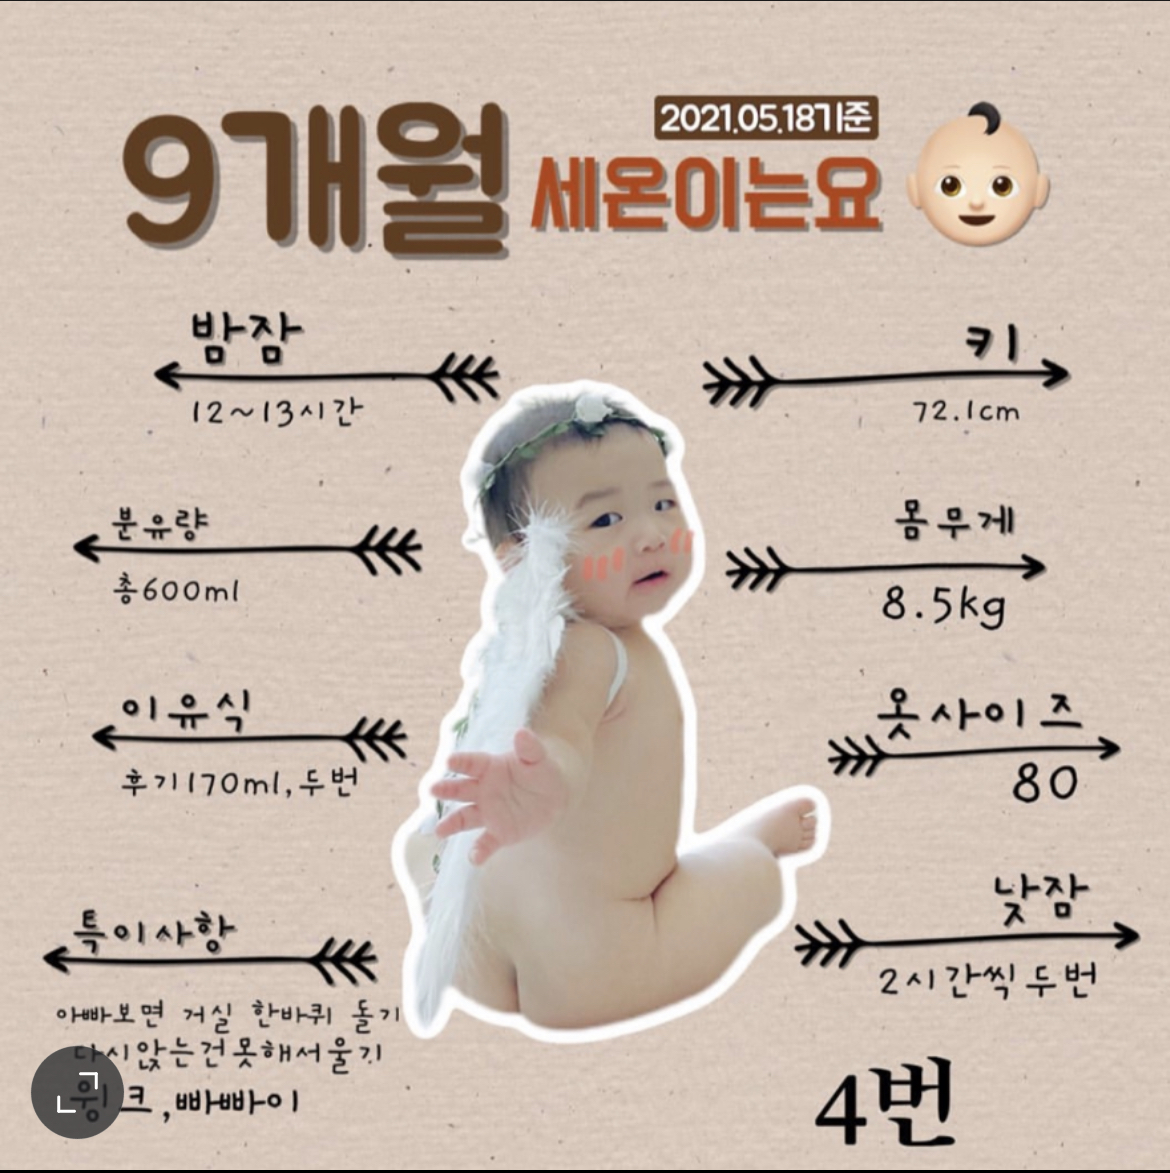 9개월
2021.05.18기준
세온이는요
밤잠
12~13시간
키
72.1cm
분유량
총600ml
몸무게
8.5kg
이유식
후기170ml,두번
옷사이즈
80
특이사항
아빠보면 거실 한바퀴 돌기
다시앉는건못해서울기
윙크,빠빠이
낮잠
2시간씩 두번
4번